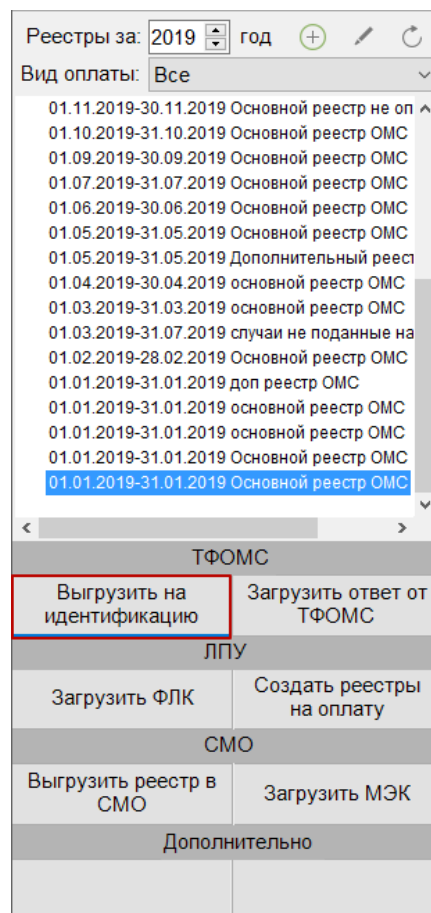 Реестры за: 2019 год
Вид оплаты: Все
01.11.2019-30.11.2019 Основной реестр не оп
01.10.2019-31.10.2019 Основной реестр ОМС
01.09.2019-30.09.2019 Основной реестр ОМС
01.07.2019-31.07.2019 Основной реестр ОМС
01.06.2019-30.06.2019 Основной реестр ОМС
01.05.2019-31.05.2019 Основной реестр ОМС
01.05.2019-31.05.2019 Дополнительный реест
01.04.2019-30.04.2019 основной реестр ОМС
01.03.2019-31.03.2019 основной реестр ОМС
01.03.2019-31.07.2019 случаи не поданные на
01.02.2019-28.02.2019 Основной реестр ОМС
01.01.2019-31.01.2019 доп реестр ОМС
01.01.2019-31.01.2019 основной реестр ОМС
01.01.2019-31.01.2019 основной реестр ОМС
01.01.2019-31.01.2019 Основной реестр ОМС
01.01.2019-31.01.2019 Основной реестр ОМС
ТФОМС
Выгрузить на
идентификацию
Загрузить ответ от
ТФОМС
ЛПУ
Загрузить ФЛК
Создать реестры
на оплату
СМО
Выгрузить реестр в
СМО
Загрузить МЭК
Дополнительно